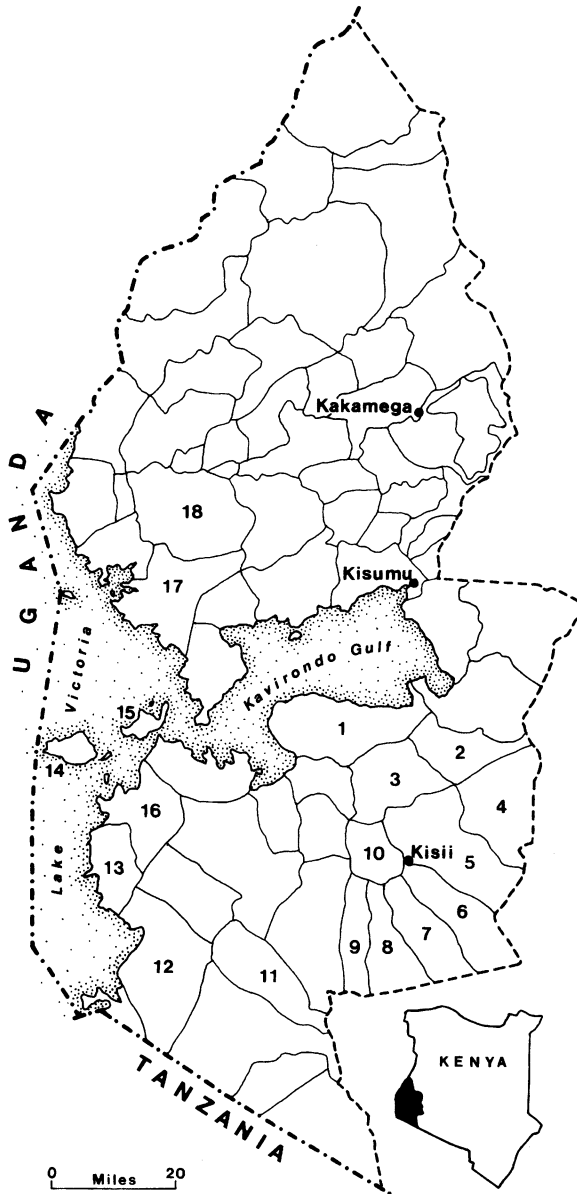 UGANDA
Kakamega
18
Kisumu
17
Victoria
Kavirondo Gulf
15
1
2
14
3
4
16
10
Kisii
5
13
Lake
6
7
9
8
12
11
KENYA
TANZANIA
0 20
Miles